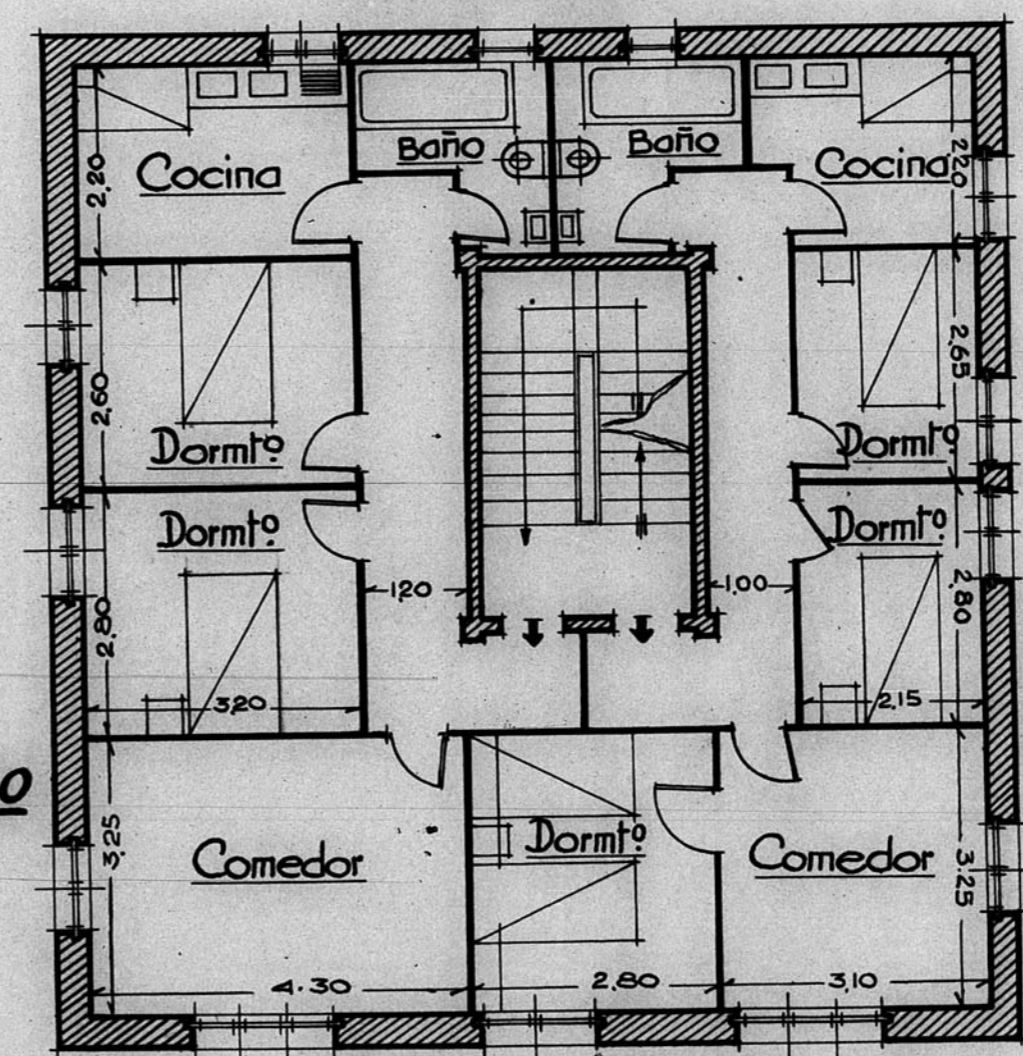 Baño
Baño
Cocina
Cocina
2,20
2,20
2,60
2,65
Dormtº
Dormtº
Dormtº
Dormtº
1,20
1,00
2,80
2,80
3,20
2,15
o
3,25
Comedor
Dormtº
Comedor
3.25
4.30
2,80
3,10